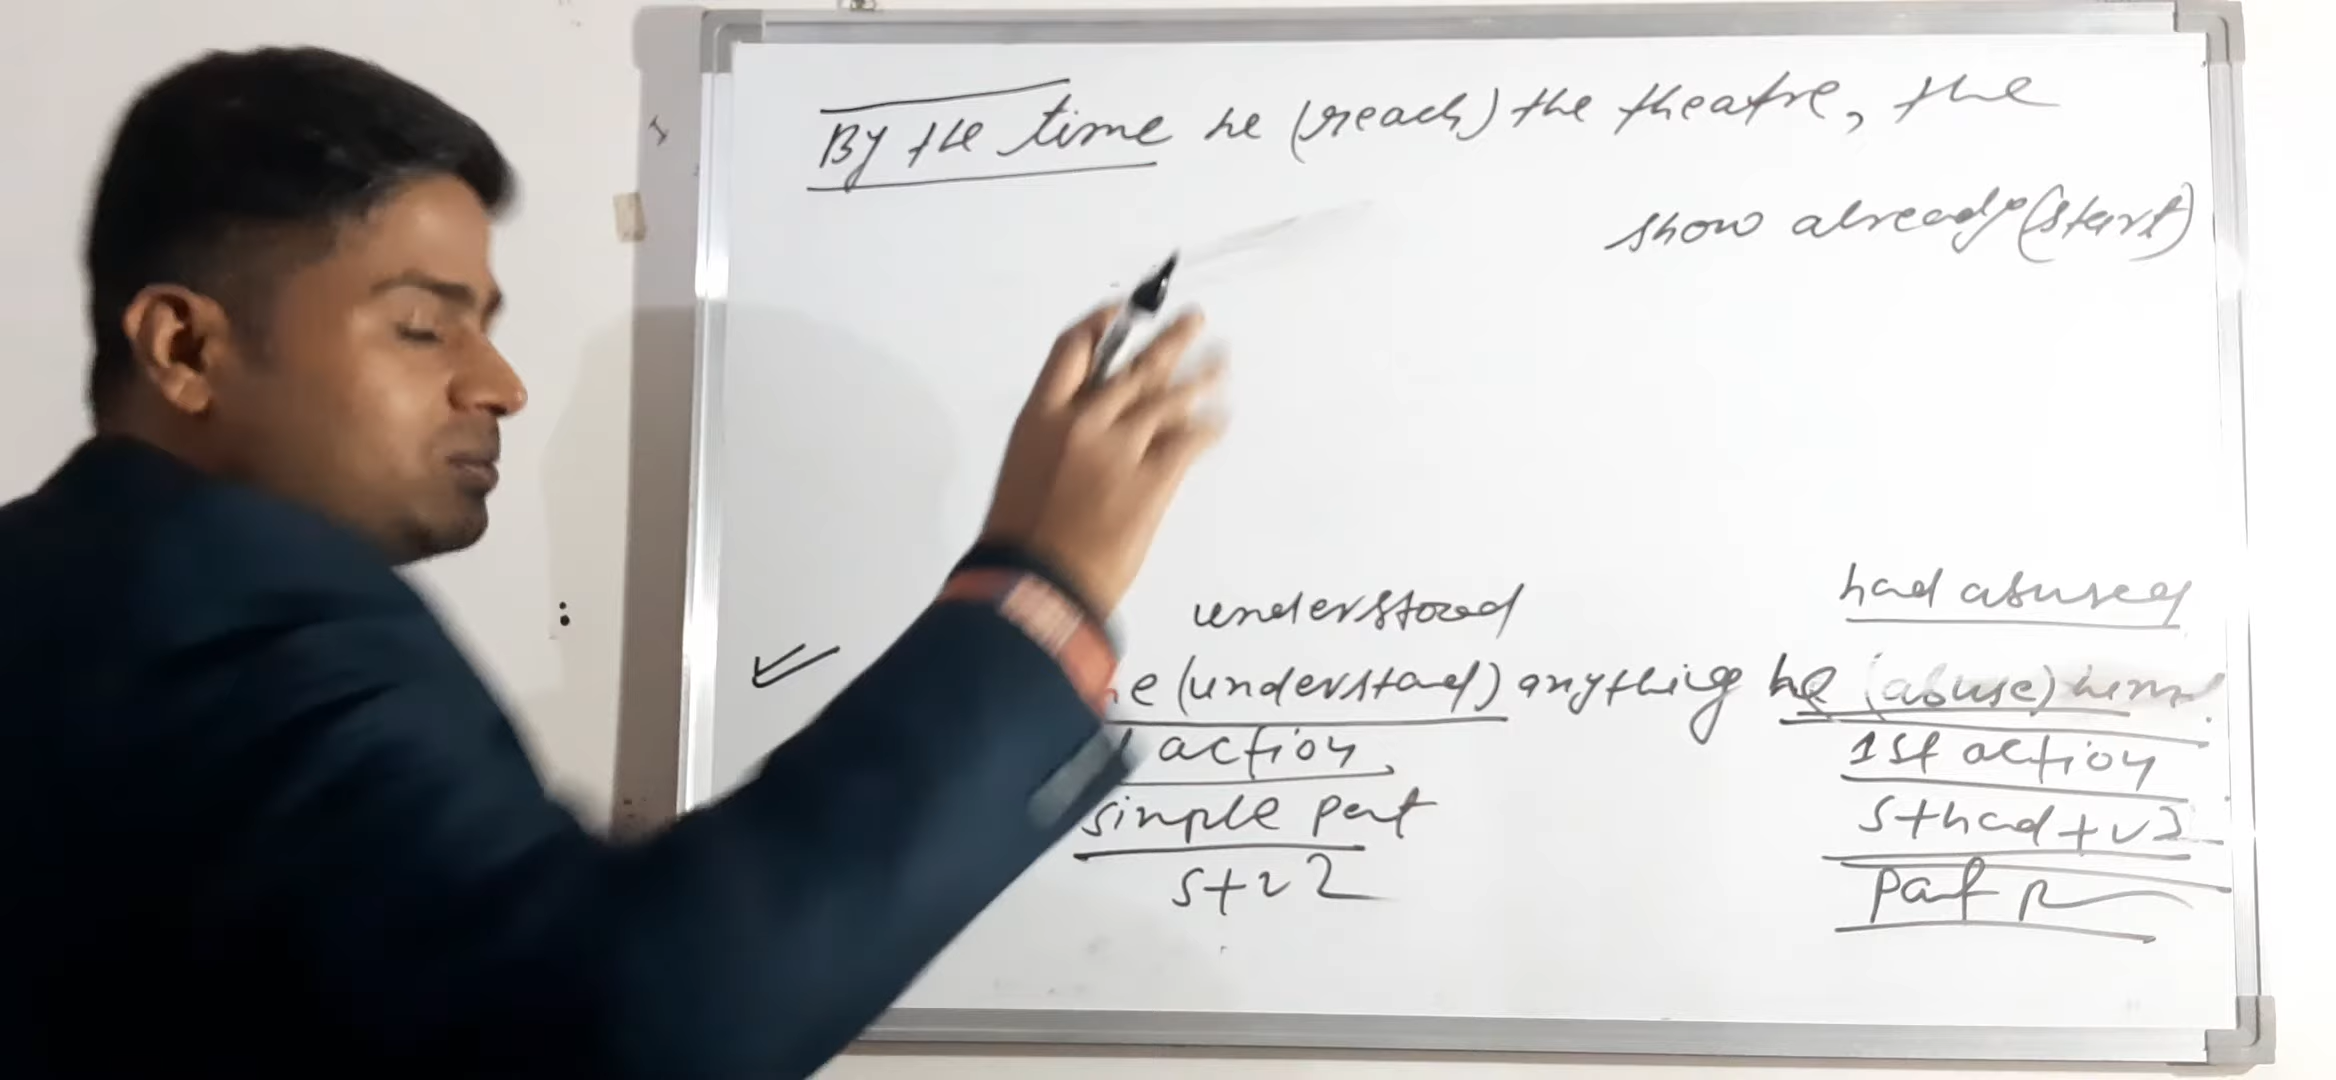 By the time he (reach) the theatre, the
show already (start)
understood
had abused
he (understand) anything he (abuse) him.
action
1st action
simple past
s+had+v3
s+v2
Past